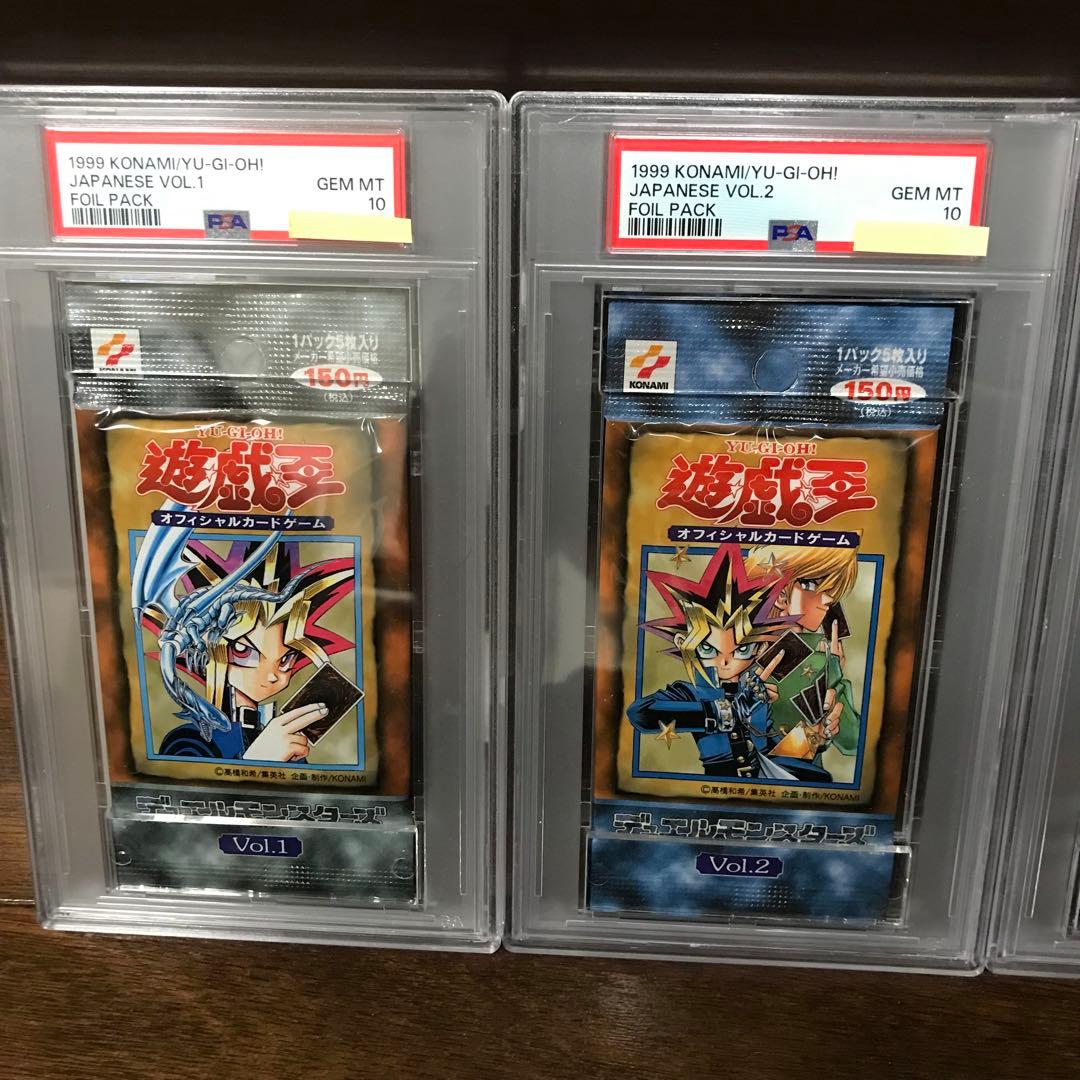 1999 KONAMI/YU-GI-OH!
JAPANESE VOL.1
GEM MT
FOIL PACK
10
PSA
KONAMI
1パック5枚入り
メーカー希望小売価格
150円
(税込)
YU-GI-OH!
遊戯王
オフィシャルカードゲーム
©高橋和希/集英社 企画・制作/KONAMI
デュエルモンスターズ
Vol.1
1999 KONAMI/YU-GI-OH!
JAPANESE VOL.2
GEM MT
FOIL PACK
10
PSA
KONAMI
1パック5枚入り
メーカー希望小売価格
150円
(税込)
YU-GI-OH!
遊戯王
オフィシャルカードゲーム
©高橋和希/集英社 企画・制作/KONAMI
デュエルモンスターズ
Vol.2